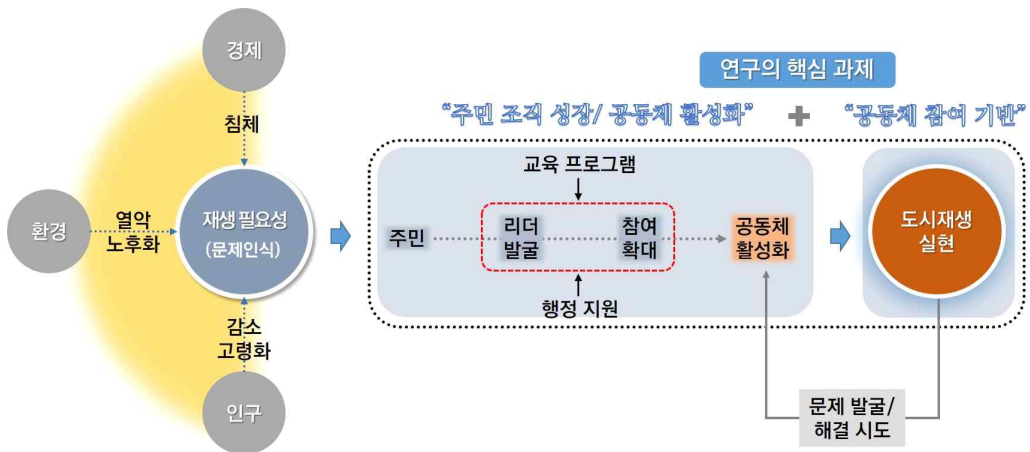 경제
침체
환경
열악
노후화
재생 필요성
(문제인식)
감소
고령화
인구
연구의 핵심 과제
“주민 조직 성장/ 공동체 활성화”
“공동체 참여 기반”
교육 프로그램
주민
리더
발굴
참여
확대
공동체
활성화
행정 지원
도시재생
실현
문제 발굴/
해결 시도